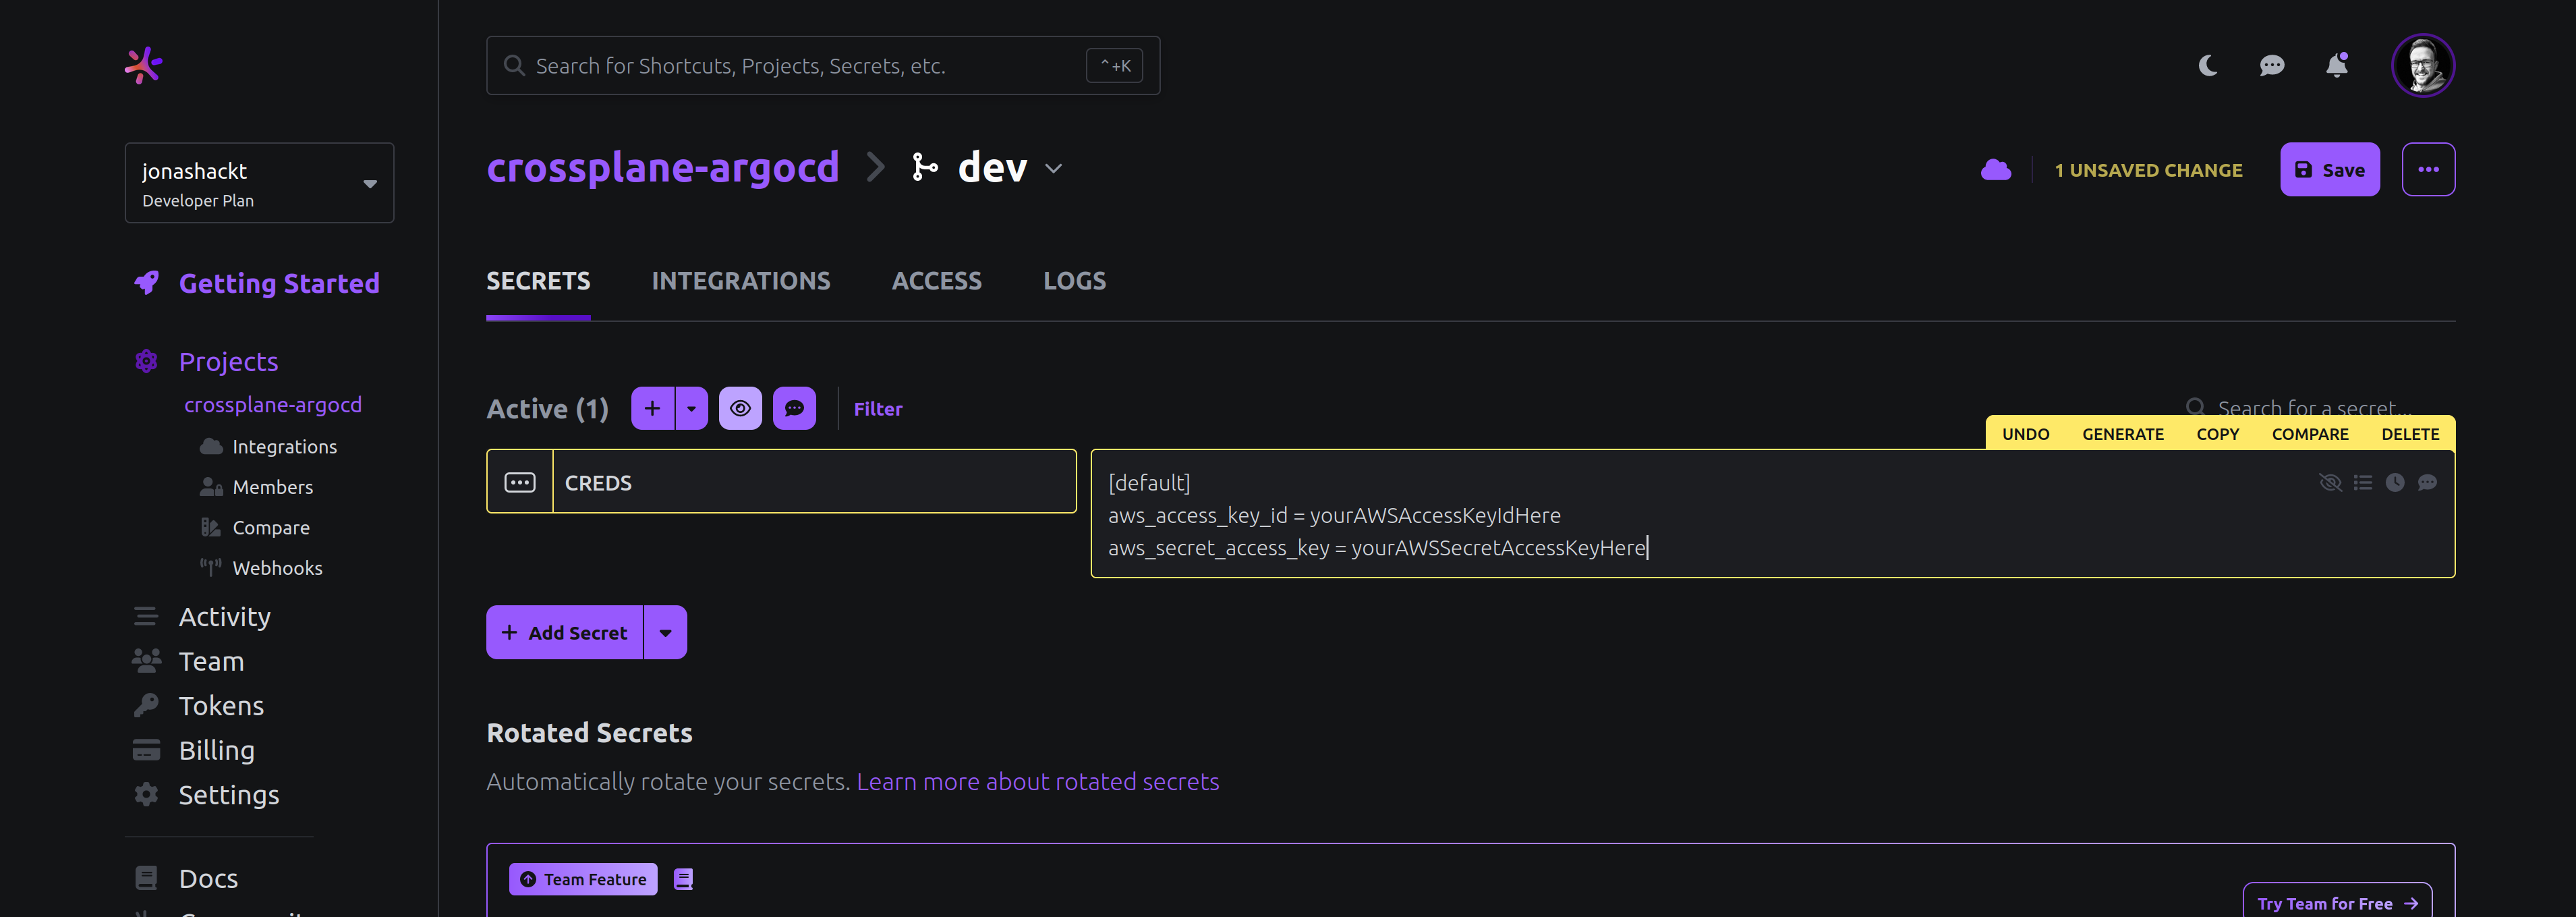 Search for Shortcuts, Projects, Secrets, etc.
⌃+K
jonashackt
Developer Plan
crossplane-argocd
dev
1 UNSAVED CHANGE
Save
Getting Started
SECRETS
INTEGRATIONS
ACCESS
LOGS
Projects
crossplane-argocd
Integrations
Members
Compare
Webhooks
Activity
Team
Tokens
Billing
Settings
Docs
Active (1)
Filter
Search for a secret...
UNDO
GENERATE
COPY
COMPARE
DELETE
CREDS
[default]
aws_access_key_id = yourAWSAccessKeyIdHere
aws_secret_access_key = yourAWSSecretAccessKeyHere
Add Secret
Rotated Secrets
Automatically rotate your secrets. Learn more about rotated secrets
Team Feature
Try Team for Free